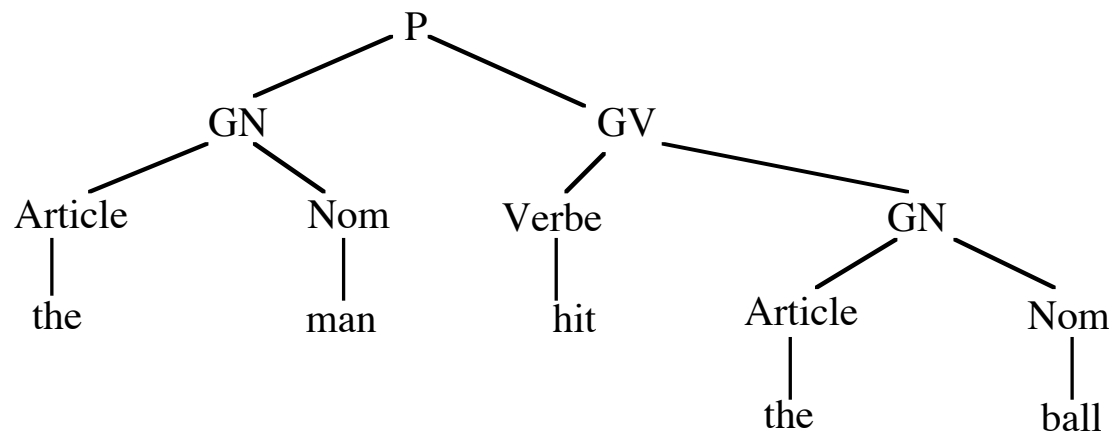 P
GN GV
Article Nom Verbe GN
the man hit Article Nom
the ball